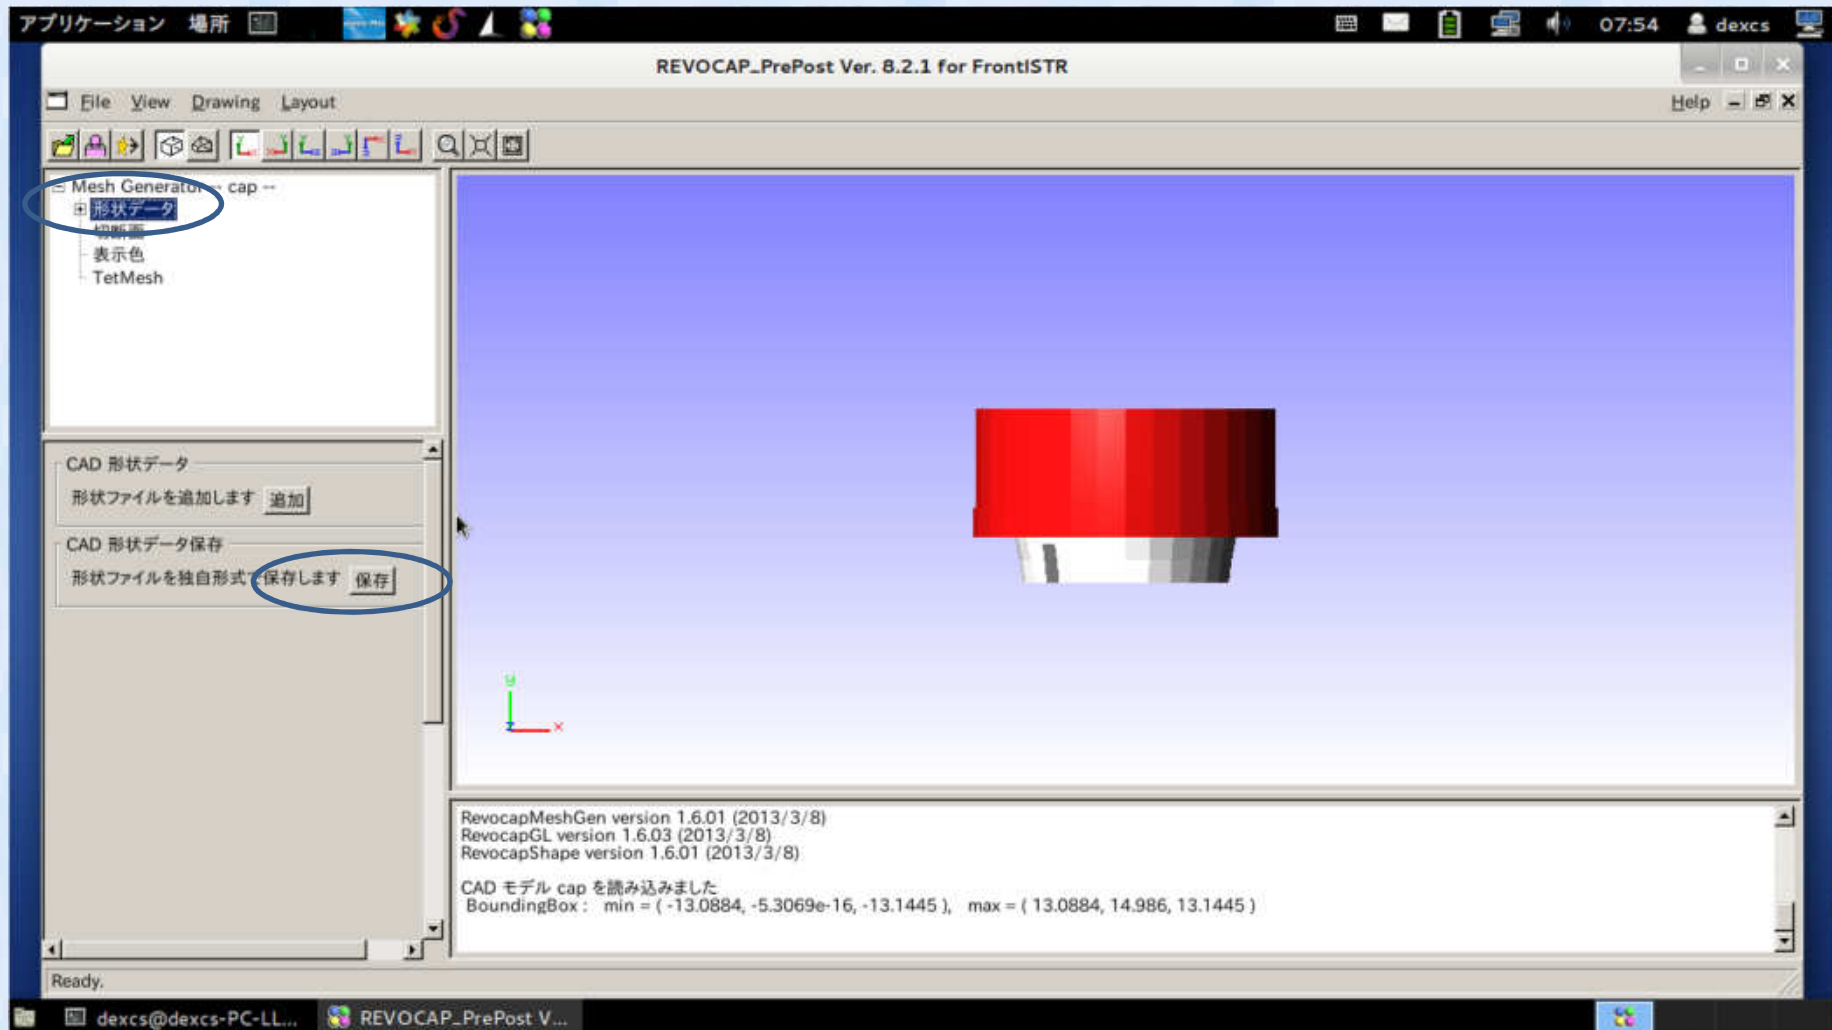 アプリケーション 場所 07:54 dexcs
REVOCAP_PrePost Ver. 8.2.1 for FrontISTR
File View Drawing Layout Help
Mesh Generator -- cap --
形状データ
切断面
表示色
TetMesh
CAD 形状データ
形状ファイルを追加します 追加
CAD 形状データ保存
形状ファイルを独自形式で保存します 保存
y
z x
RevocapMeshGen version 1.6.01 (2013/3/8)
RevocapGL version 1.6.03 (2013/3/8)
RevocapShape version 1.6.01 (2013/3/8)
CAD モデル cap を読み込みました
BoundingBox : min = ( -13.0884, -5.3069e-16, -13.1445 ), max = ( 13.0884, 14.986, 13.1445 )
Ready.
dexcs@dexcs-PC-LL... REVOCAP_PrePost V...